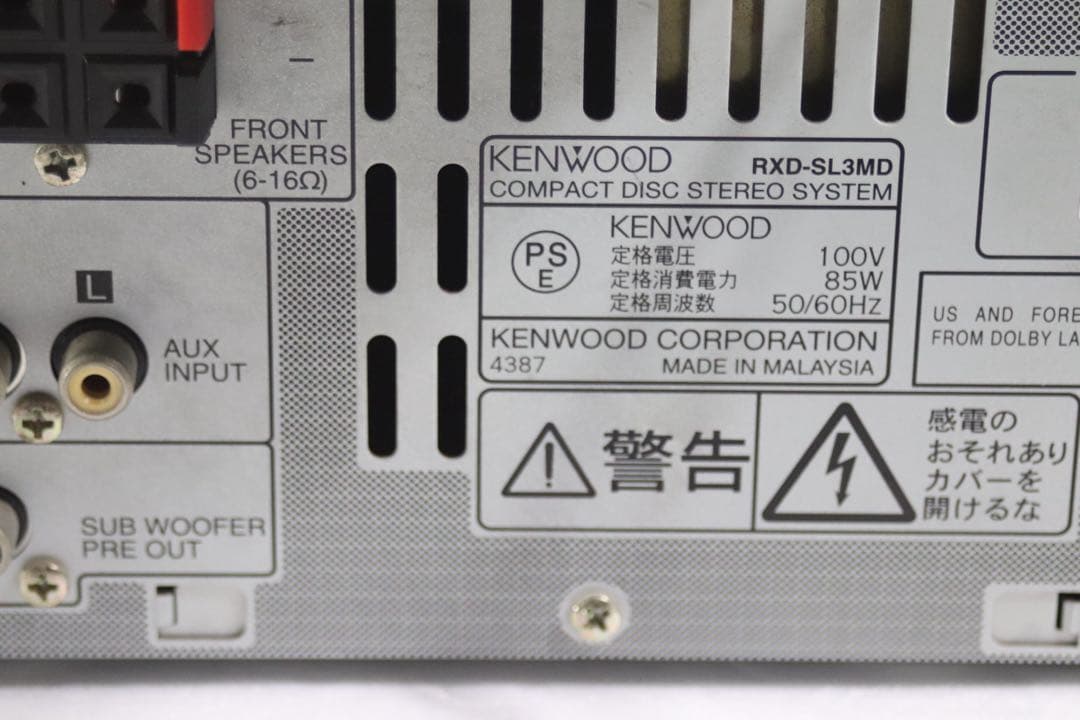 —
FRONT
SPEAKERS
(6-16Ω)
L
AUX
INPUT
SUB WOOFER
PRE OUT
KENWOOD RXD-SL3MD
COMPACT DISC STEREO SYSTEM
PS
E
KENWOOD
定格電圧 100V
定格消費電力 85W
定格周波数 50/60Hz
KENWOOD CORPORATION
4387 MADE IN MALAYSIA
US AND FORE
FROM DOLBY LA
警告
感電の
おそれあり
カバーを
開けるな